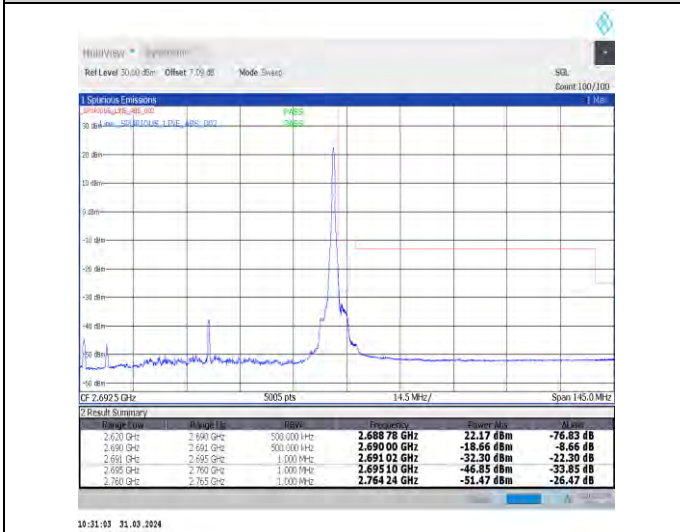 MultiView
Ref Level 30.00 dBm Offset 7.09 dB Mode Sweep SGL
Count 100/100
1 Spurious Emissions
_SPURIOUS_LINE_ABS_002 PASS
Line _SPURIOUS_LINE_ABS_002 PASS
30 dBm
20 dBm
10 dBm
0 dBm
-10 dBm
-20 dBm
-30 dBm
-40 dBm
-50 dBm
-60 dBm
CF 2.6925 GHz 5005 pts 14.5 MHz/ Span 145.0 MHz
2 Result Summary
Range Low Range Up RBW Frequency Power Abs ΔLimit
2.620 GHz 2.690 GHz 500.000 kHz 2.688 78 GHz 22.17 dBm -76.83 dB
2.690 GHz 2.691 GHz 500.000 kHz 2.690 00 GHz -18.66 dBm -8.66 dB
2.691 GHz 2.695 GHz 1.000 MHz 2.691 02 GHz -32.30 dBm -22.30 dB
2.695 GHz 2.760 GHz 1.000 MHz 2.695 10 GHz -46.85 dBm -33.85 dB
2.760 GHz 2.765 GHz 1.000 MHz 2.764 24 GHz -51.47 dBm -26.47 dB
10:31:03 31.03.2024